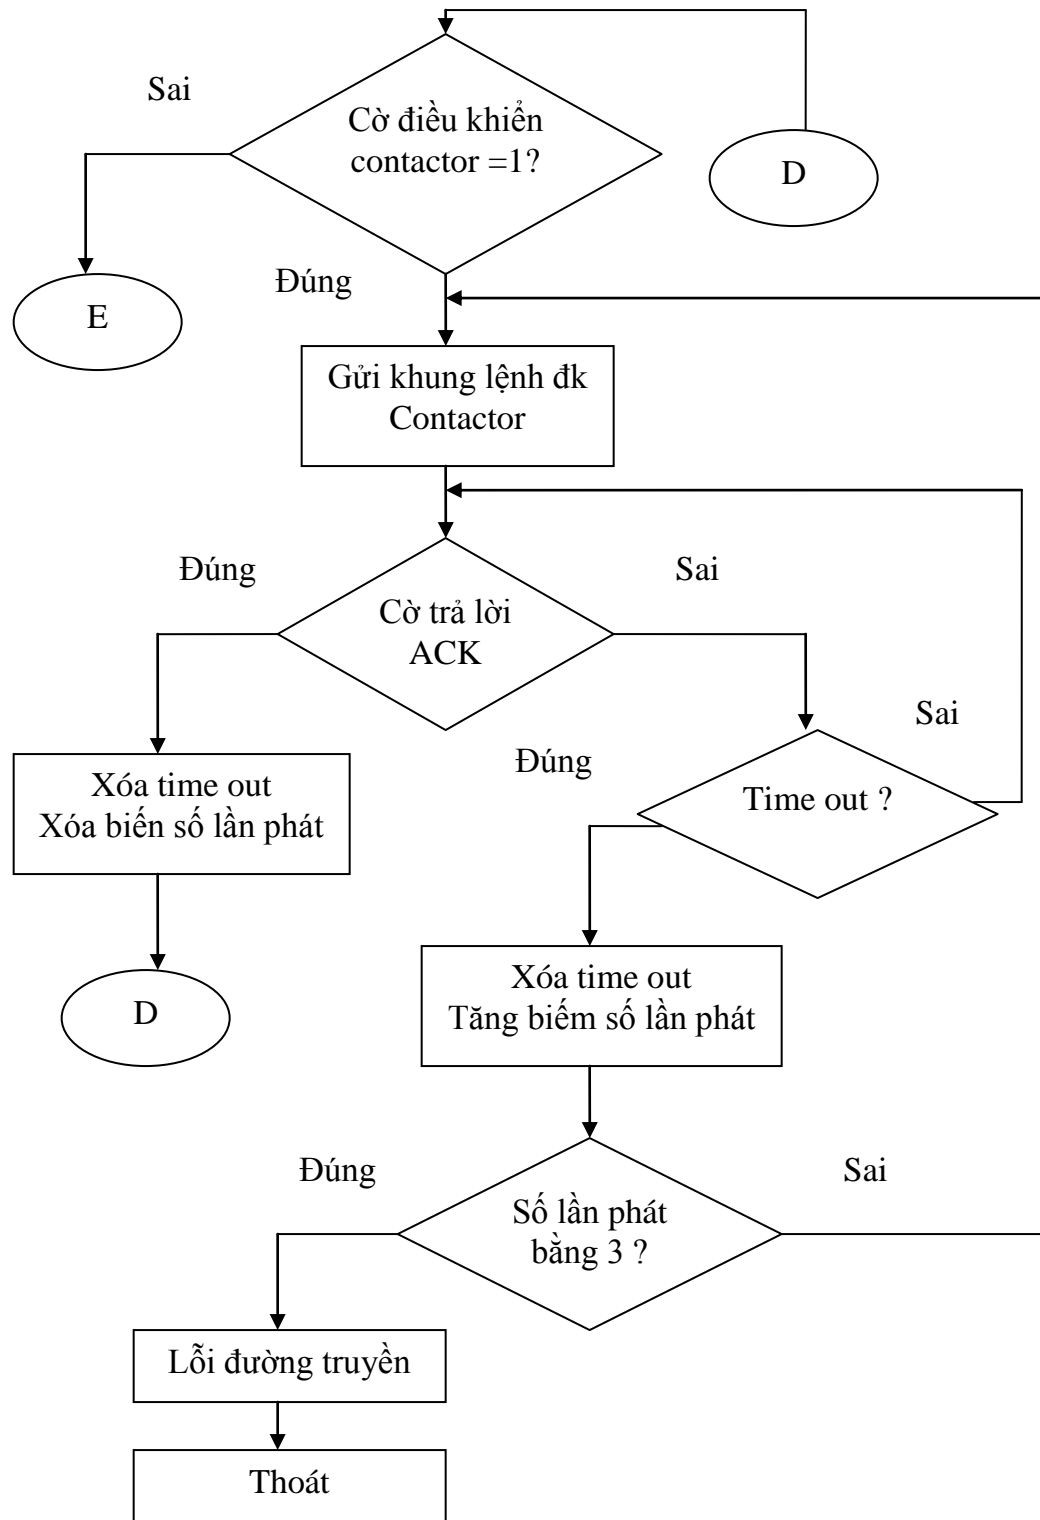 Sai
Cờ điều khiển
contactor =1?
D
Đúng
E
Gửi khung lệnh đk
Contactor
Đúng
Sai
Cờ trả lời
ACK
Sai
Đúng
Time out ?
Xóa time out
Xóa biến số lần phát
Xóa time out
Tăng biếm số lần phát
D
Đúng
Sai
Số lần phát
bằng 3 ?
Lỗi đường truyền
Thoát